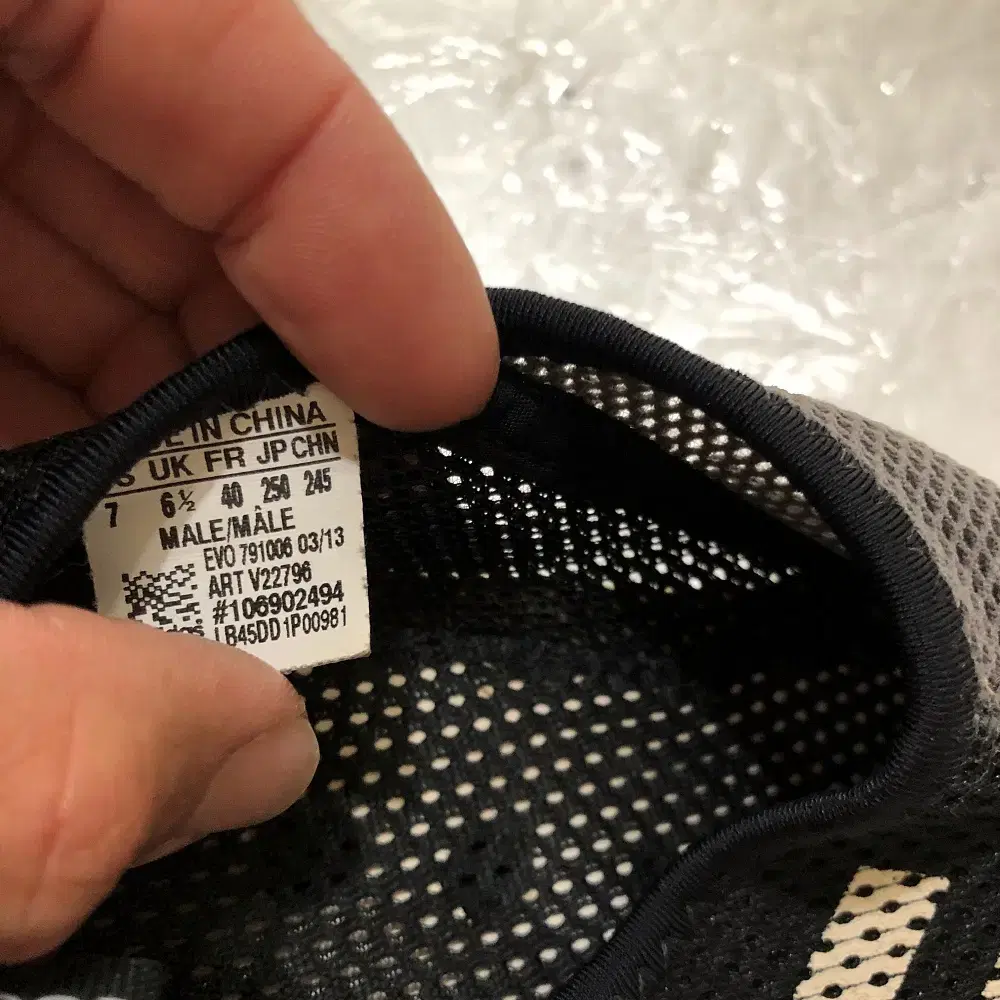 IN CHINA
UK FR JP CHN
7 6½ 40 250 245
MALE/MÂLE
EVO 791006 03/13
ART V22796
#106902494
LB45DD1P00981